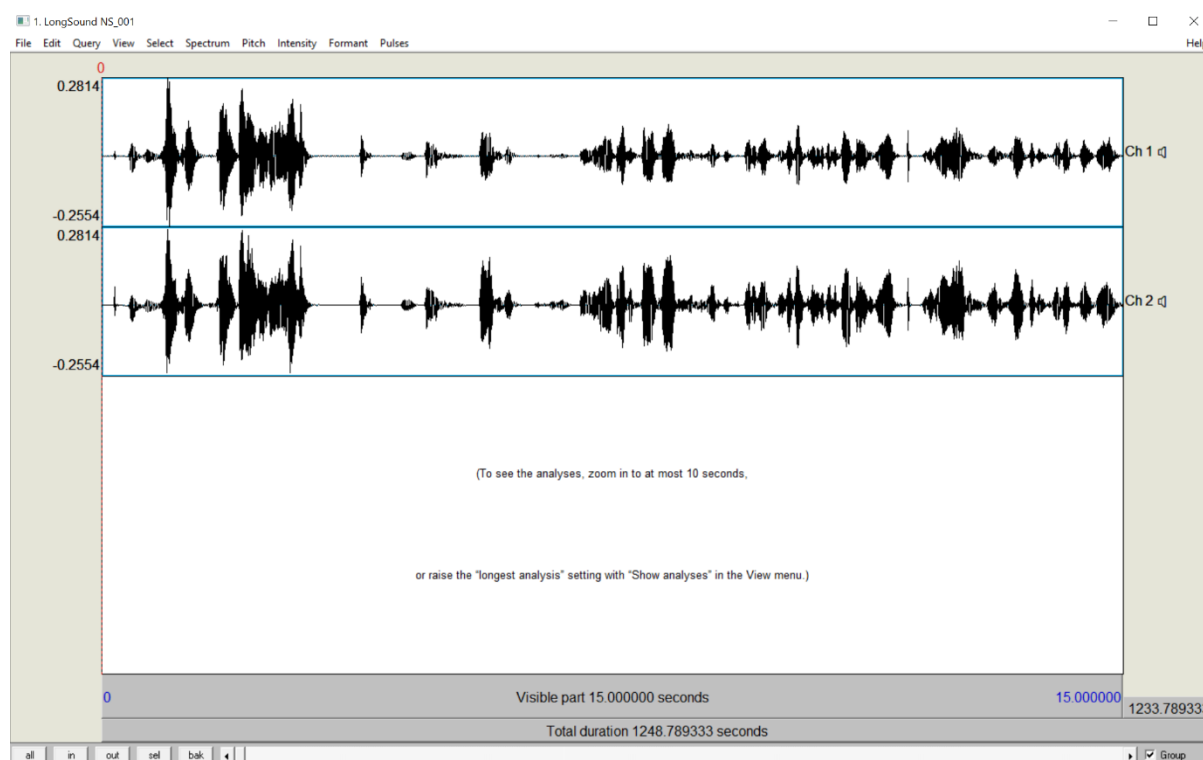 1. LongSound NS_001
File Edit Query View Select Spectrum Pitch Intensity Formant Pulses Help
0
0.2814
Ch 1
-0.2554
0.2814
Ch 2
-0.2554
(To see the analyses, zoom in to at most 10 seconds,
or raise the "longest analysis" setting with "Show analyses" in the View menu.)
0 Visible part 15.000000 seconds 15.000000 1233.789333
Total duration 1248.789333 seconds
all in out sel bak Group